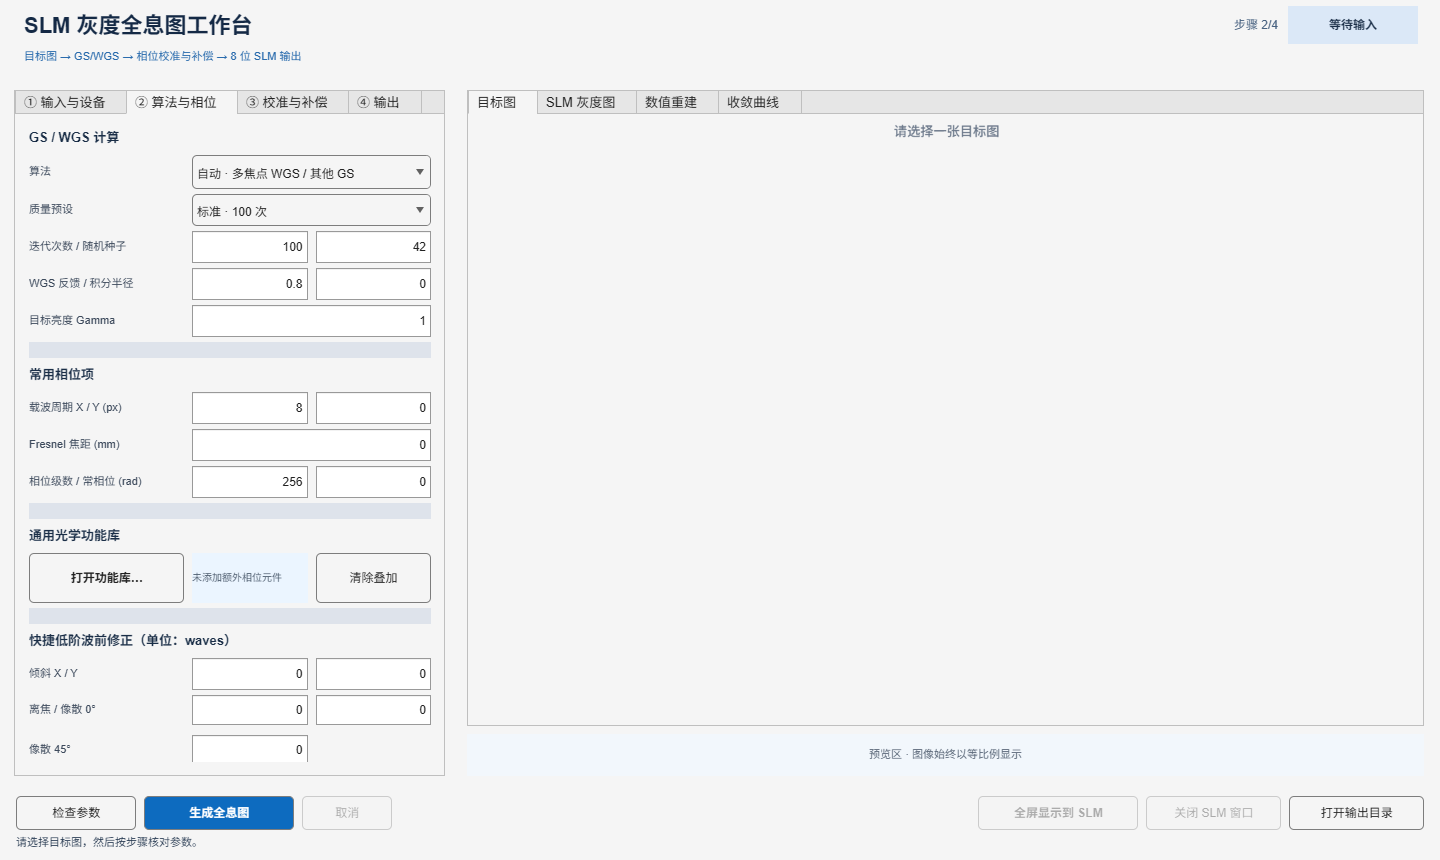 SLM 灰度全息图工作台
步骤 2/4
等待输入
目标图 → GS/WGS → 相位校准与补偿 → 8 位 SLM 输出
① 输入与设备
② 算法与相位
③ 校准与补偿
④ 输出
目标图
SLM 灰度图
数值重建
收敛曲线
GS / WGS 计算
算法
自动 · 多焦点 WGS / 其他 GS
质量预设
标准 · 100 次
迭代次数 / 随机种子
100
42
WGS 反馈 / 积分半径
0.8
0
目标亮度 Gamma
1
常用相位项
载波周期 X / Y (px)
8
0
Fresnel 焦距 (mm)
0
相位级数 / 常相位 (rad)
256
0
通用光学功能库
打开功能库...
未添加额外相位元件
清除叠加
快捷低阶波前修正（单位：waves）
倾斜 X / Y
0
0
离焦 / 像散 0°
0
0
像散 45°
0
请选择一张目标图
预览区 · 图像始终以等比例显示
检查参数
生成全息图
取消
全屏显示到 SLM
关闭 SLM 窗口
打开输出目录
请选择目标图，然后按步骤核对参数。